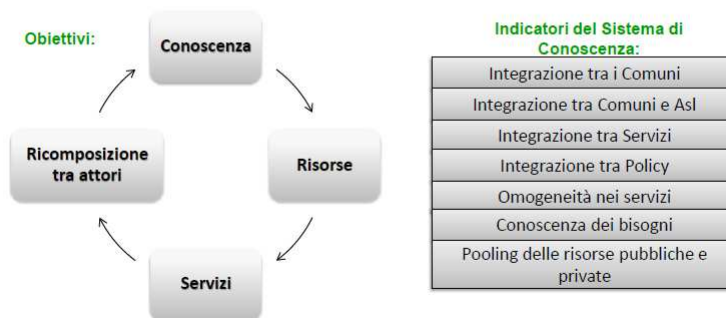 Obiettivi:
Conoscenza
Risorse
Servizi
Ricomposizione
tra attori
Indicatori del Sistema di
Conoscenza:
Integrazione tra i Comuni
Integrazione tra Comuni e Asl
Integrazione tra Servizi
Integrazione tra Policy
Omogeneità nei servizi
Conoscenza dei bisogni
Pooling delle risorse pubbliche e
private